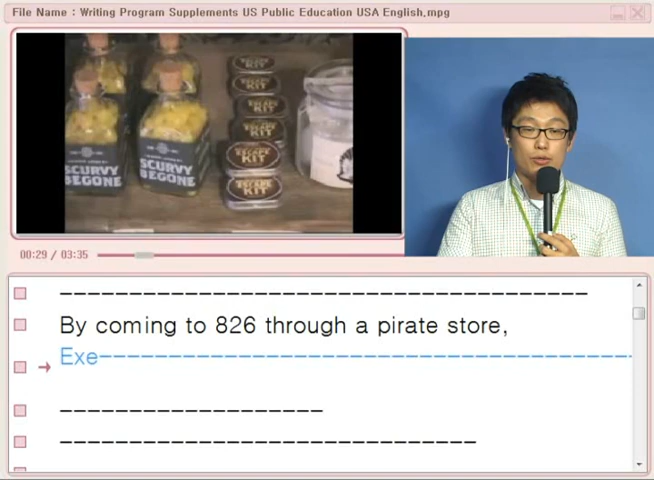 File Name : Writing Program Supplements US Public Education USA English.mpg
SCURVY
BEGONE
SCURVY
BEGONE
ESCAPE
KIT
ESCAPE
KIT
00:29 / 03:35
By coming to 826 through a pirate store,
Exe